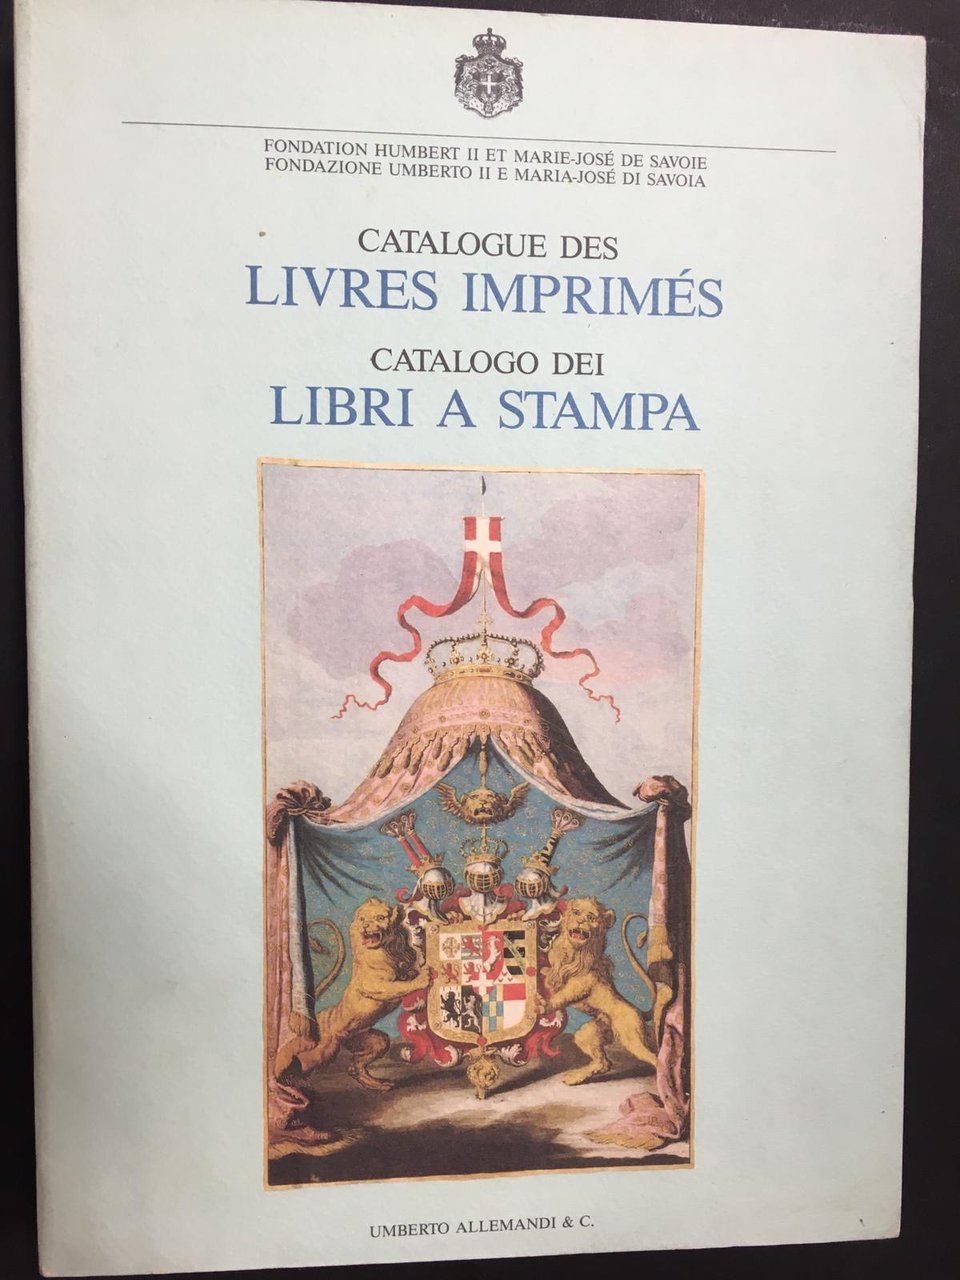 FONDATION HUMBERT II ET MARIE-JOSÉ DE SAVOIE
FONDAZIONE UMBERTO II E MARIA-JOSÉ DI SAVOIA
CATALOGUE DES
LIVRES IMPRIMÉS
CATALOGO DEI
LIBRI A STAMPA
UMBERTO ALLEMANDI & C.